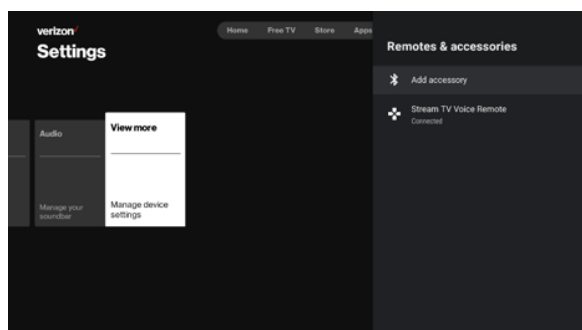 verizon
Settings
Home Free TV Store Apps
Audio
Manage your
soundbar
View more
Manage device
settings
Remotes & accessories
Add accessory
Stream TV Voice Remote
Connected